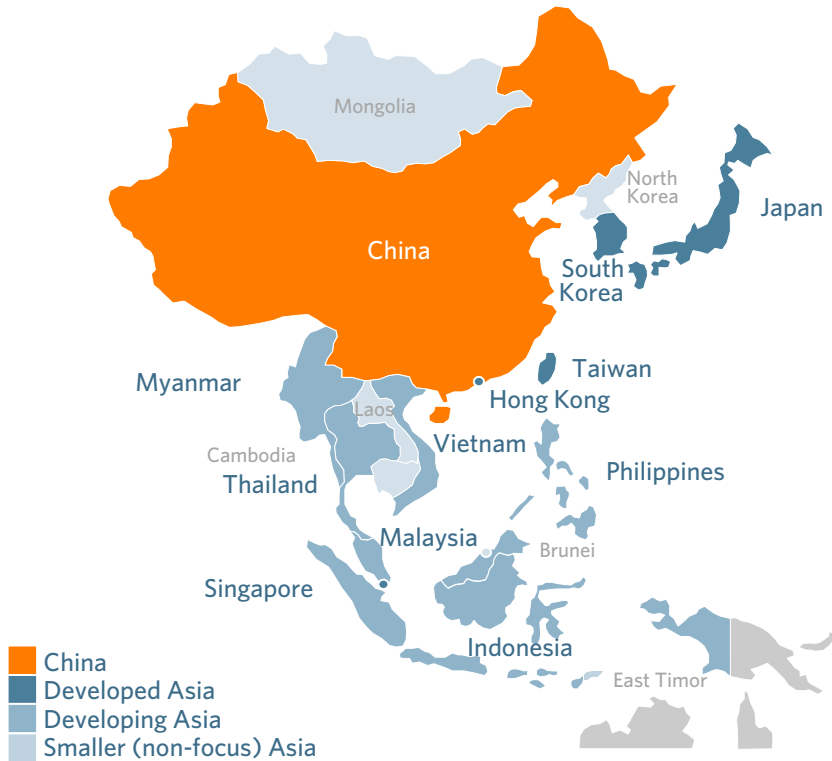 Mongolia
North
Korea
Japan
China
South
Korea
Taiwan
Myanmar
Hong Kong
Laos
Vietnam
Cambodia
Philippines
Thailand
Malaysia
Brunei
Singapore
Indonesia
East Timor
China
Developed Asia
Developing Asia
Smaller (non-focus) Asia